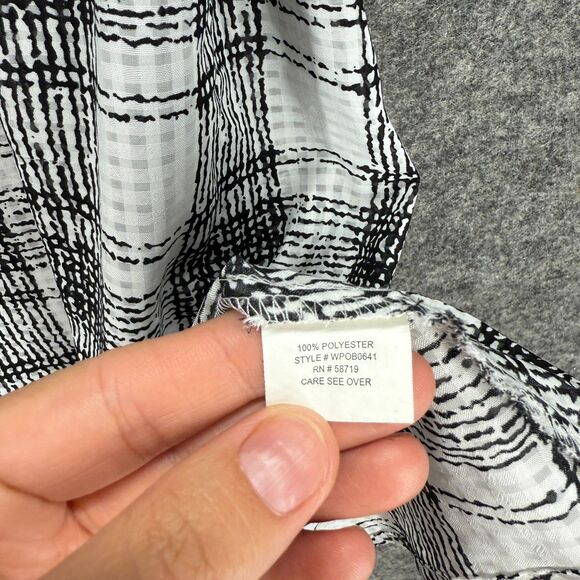 100% POLYESTER
STYLE # WPOB0641
RN # 58719
CARE SEE OVER